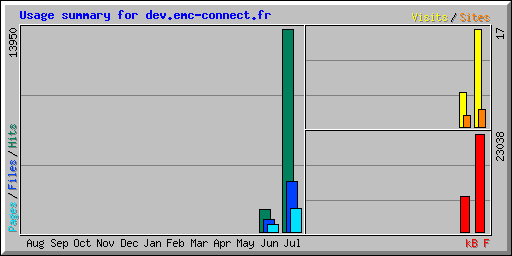 Usage summary for dev.emc-connect.fr
Visits/Sites
13950
17
Pages/Files/Hits
23038
Aug Sep Oct Nov Dec Jan Feb Mar Apr May Jun Jul
kB F